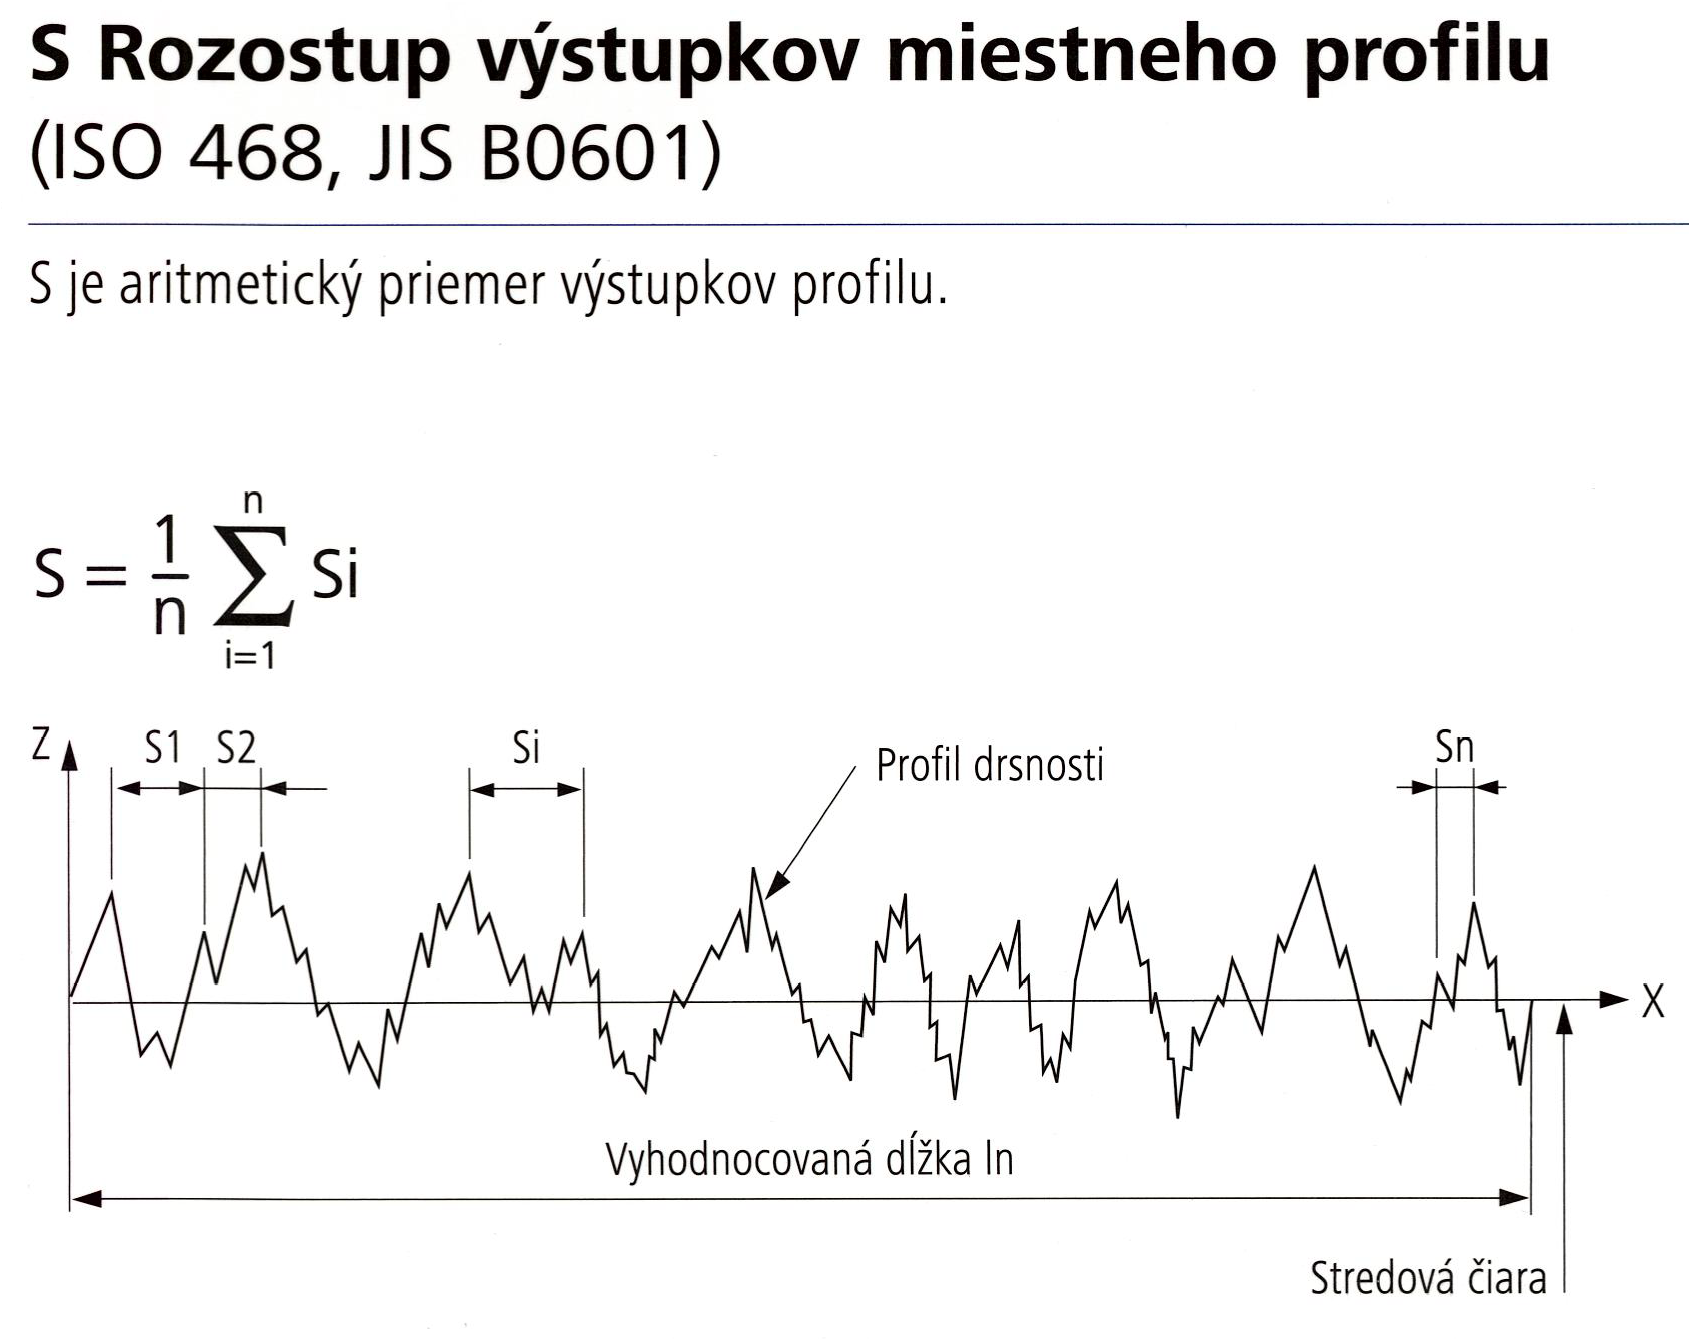 S Rozostup výstupkov miestneho profilu
(ISO 468, JIS B0601)
S je aritmetický priemer výstupkov profilu.
n
S = 1/n ∑ Si
i=1
Z
S1 S2 Si Profil drsnosti Sn
X
Vyhodnocovaná dĺžka ln
Stredová čiara